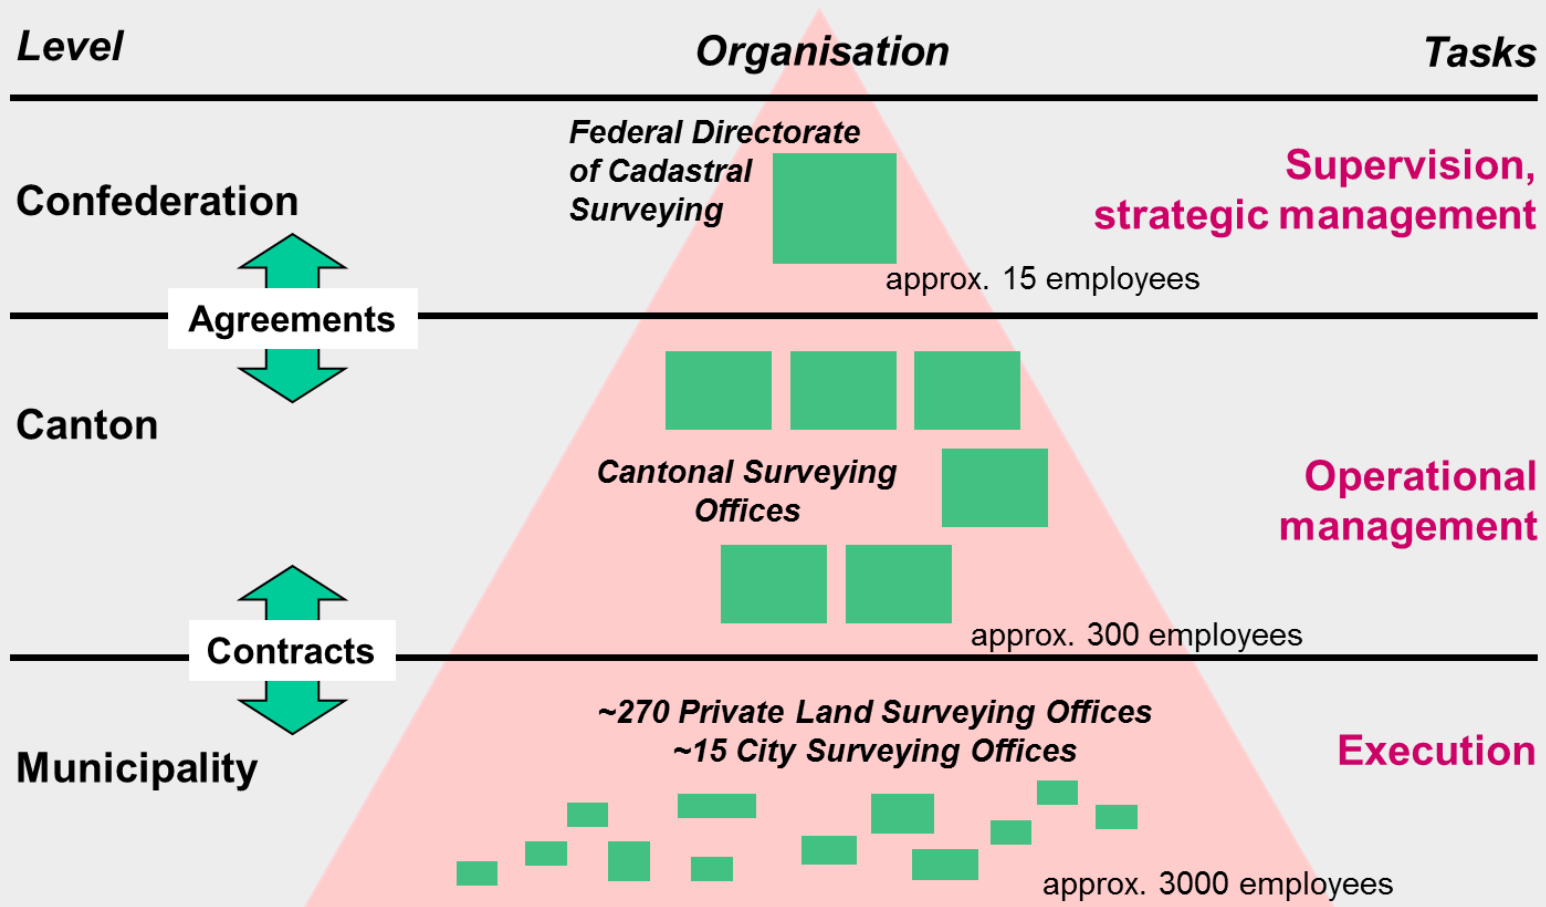 Level
Organisation
Tasks
Federal Directorate
of Cadastral
Surveying
Confederation
Supervision,
strategic management
approx. 15 employees
Agreements
Canton
Cantonal Surveying
Offices
Operational
management
approx. 300 employees
Contracts
~270 Private Land Surveying Offices
~15 City Surveying Offices
Municipality
Execution
approx. 3000 employees